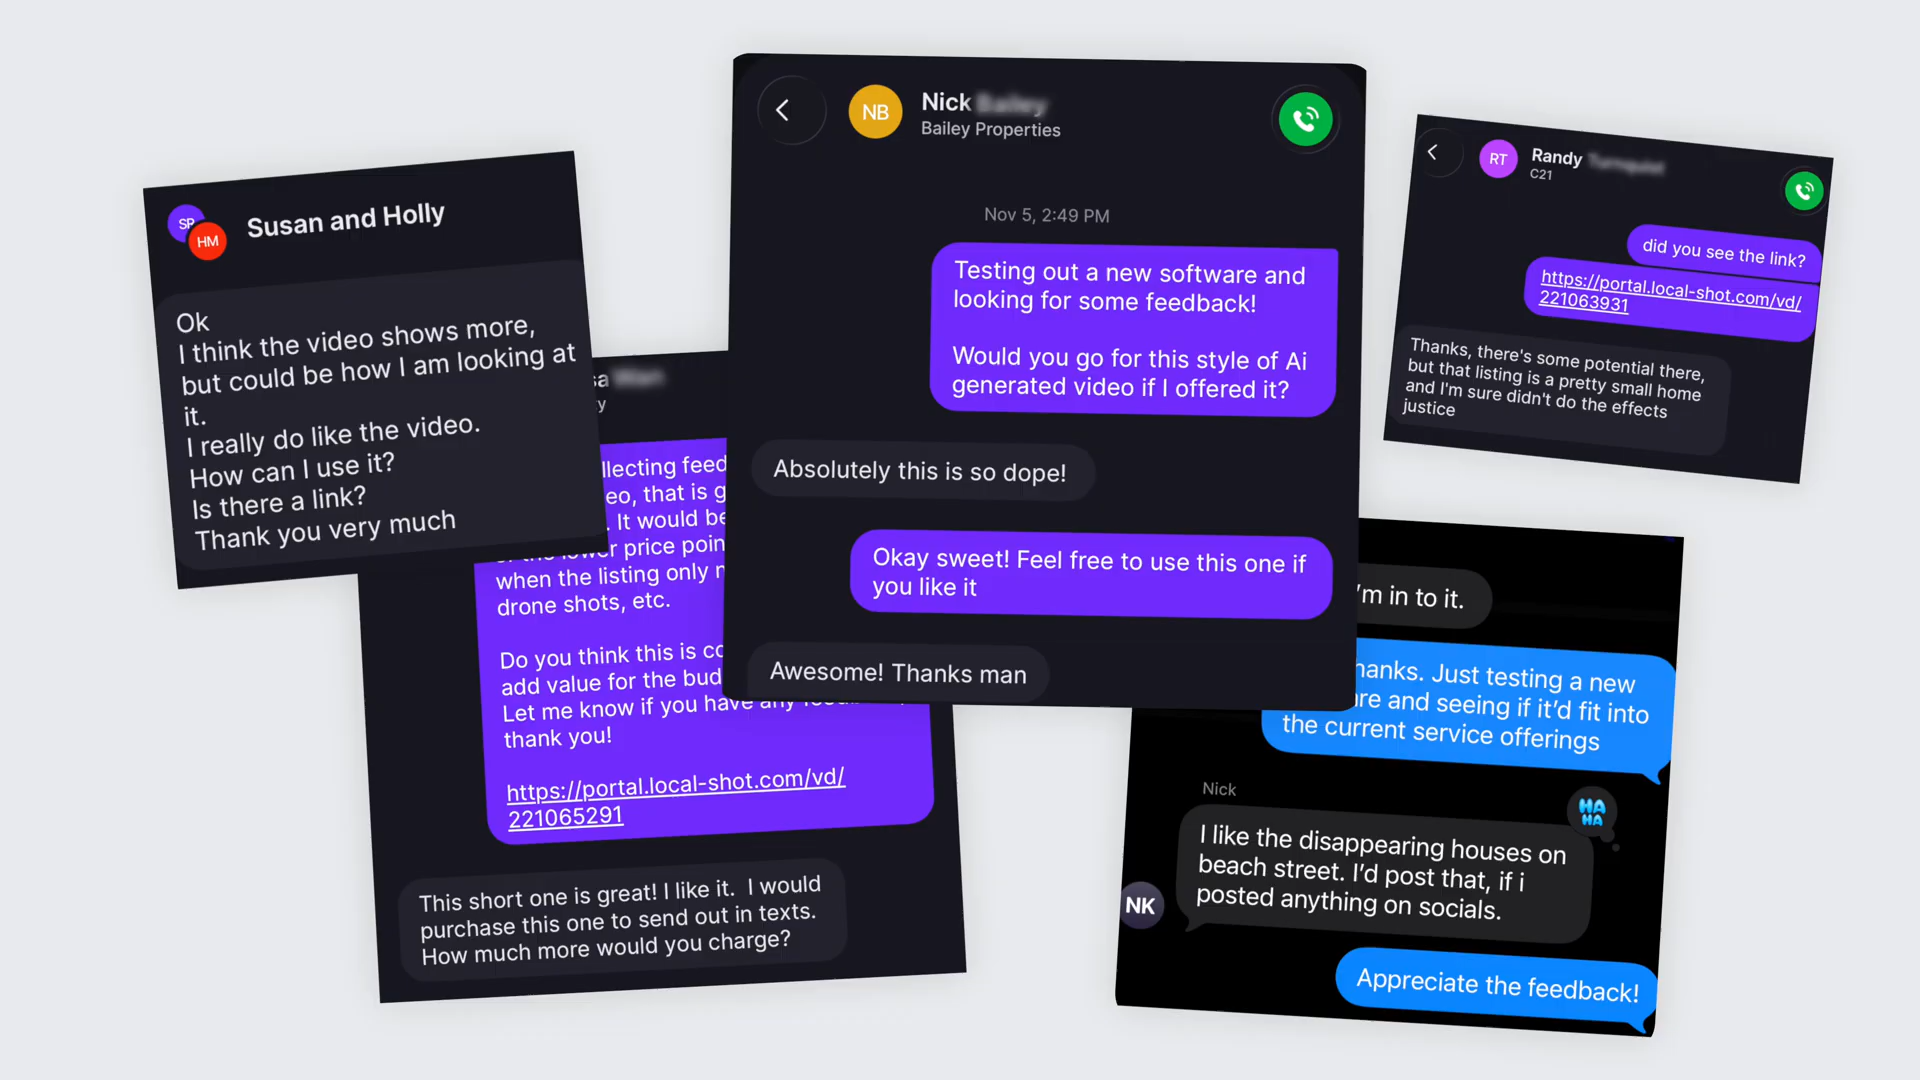 SP
HM
Susan and Holly
Ok
I think the video shows more,
but could be how I am looking at
it.
I really do like the video.
How can I use it?
Is there a link?
Thank you very much
llecting feed
eo, that is g
. It would be
lower price poin
when the listing only
drone shots, etc.
Do you think this is co
add value for the bud
Let me know if you have any
thank you!
https://portal.local-shot.com/vd/
221065291
This short one is great! I like it. I would
purchase this one to send out in texts.
How much more would you charge?
NB
Nick Bailey
Bailey Properties
Nov 5, 2:49 PM
Testing out a new software and
looking for some feedback!
Would you go for this style of Ai
generated video if I offered it?
Absolutely this is so dope!
Okay sweet! Feel free to use this one if
you like it
Awesome! Thanks man
RT
Randy
C21
did you see the link?
https://portal.local-shot.com/vd/
221063931
Thanks, there's some potential there,
but that listing is a pretty small home
and I'm sure didn't do the effects
justice
'm in to it.
hanks. Just testing a new
re and seeing if it'd fit into
the current service offerings
Nick
HA
HA
I like the disappearing houses on
beach street. I'd post that, if i
posted anything on socials.
NK
Appreciate the feedback!